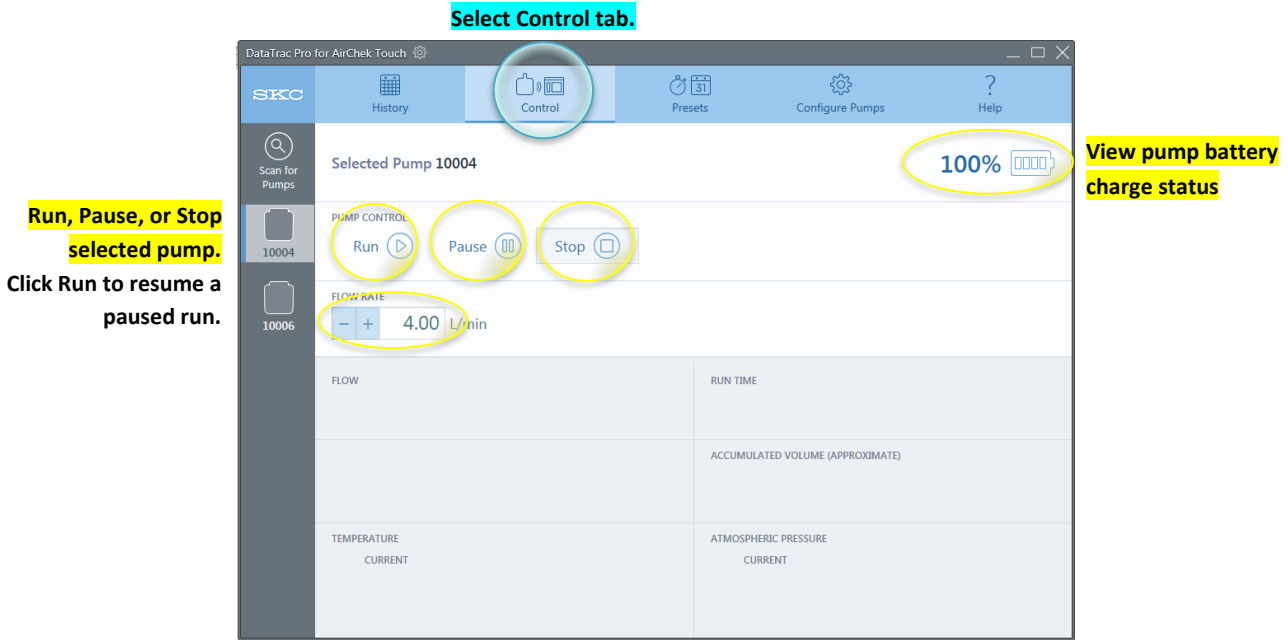 Select Control tab.
DataTrac Pro for AirChek Touch
SKC
History
Control
31
Presets
Configure Pumps
?
Help
Scan for
Pumps
Selected Pump 10004
100%
View pump battery
charge status
Run, Pause, or Stop
selected pump.
Click Run to resume a
paused run.
10004
10006
PUMP CONTROL
Run
Pause
Stop
FLOW RATE
− + 4.00 L/min
FLOW
RUN TIME
ACCUMULATED VOLUME (APPROXIMATE)
TEMPERATURE
CURRENT
ATMOSPHERIC PRESSURE
CURRENT